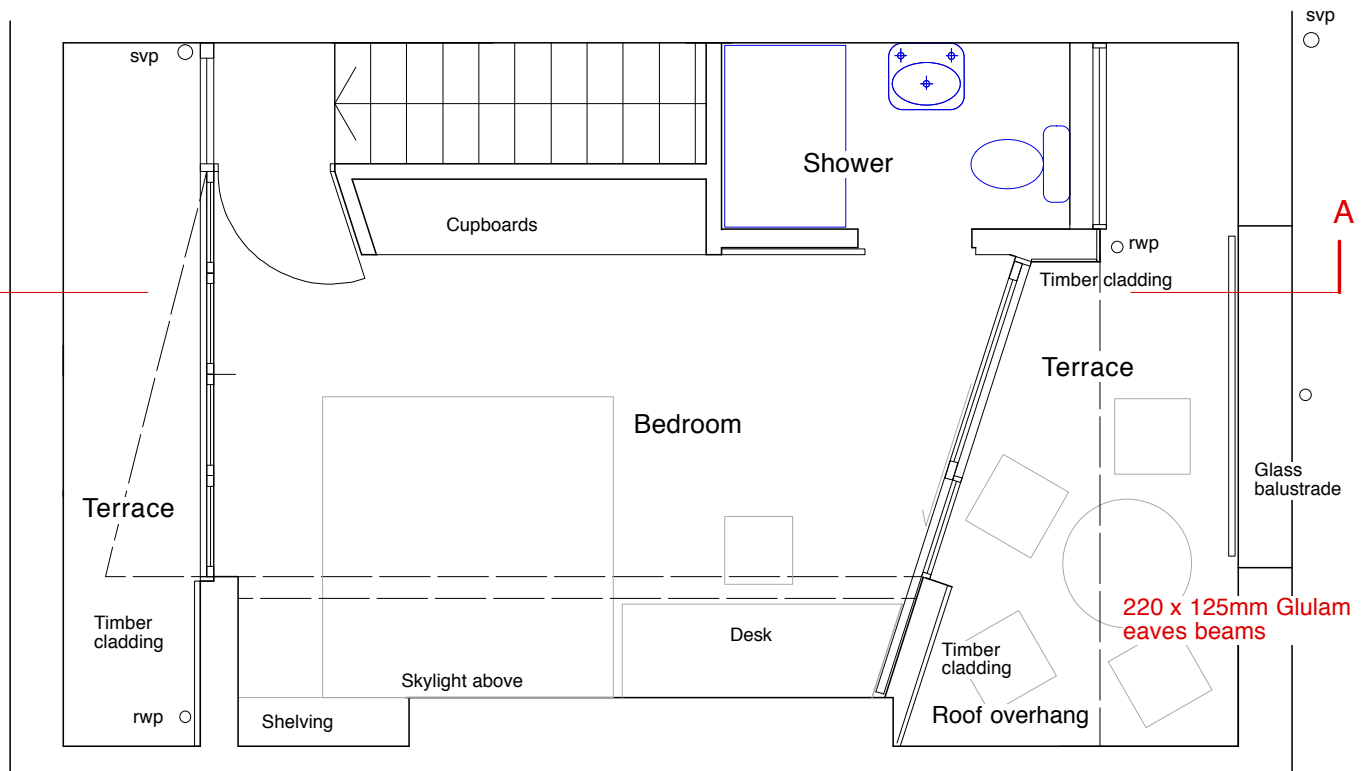 svp
svp
Shower
A
Cupboards
rwp
Timber cladding
Terrace
Bedroom
Glass
balustrade
Terrace
220 x 125mm Glulam
eaves beams
Timber
cladding
Desk
Timber
cladding
Skylight above
rwp
Shelving
Roof overhang